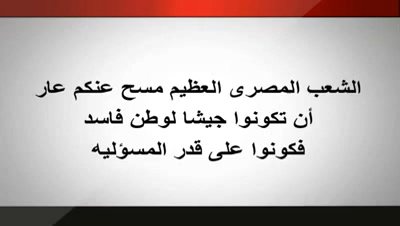 الشعب المصرى العظيم مسح عنكم عار
أن تكونوا جيشا لوطن فاسد
فكونوا على قدر المسؤليه